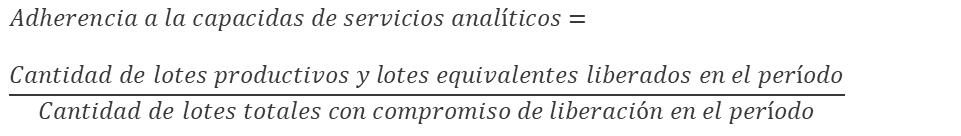 Adherencia a la capacidas de servicios analíticos =
Cantidad de lotes productivos y lotes equivalentes liberados en el período
Cantidad de lotes totales con compromiso de liberación en el período